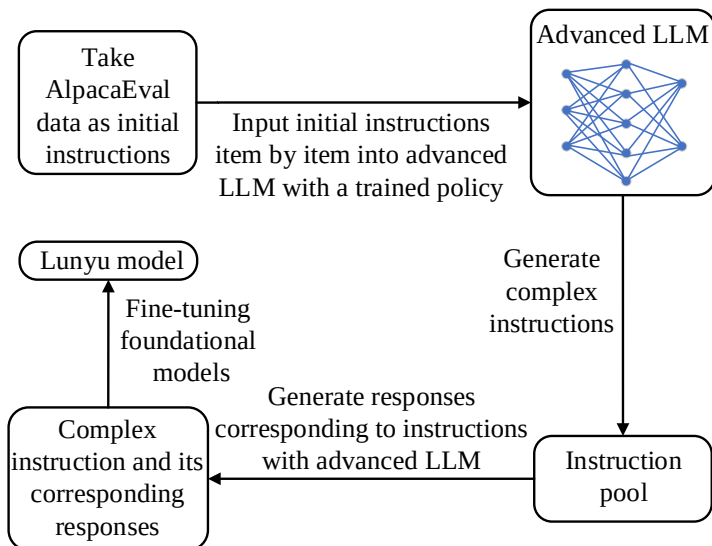 Take
AlpacaEval
data as initial
instructions
Input initial instructions
item by item into advanced
LLM with a trained policy
Advanced LLM
Generate
complex
instructions
Instruction
pool
Generate responses
corresponding to instructions
with advanced LLM
Complex
instruction and its
corresponding
responses
Fine-tuning
foundational
models
Lunyu model